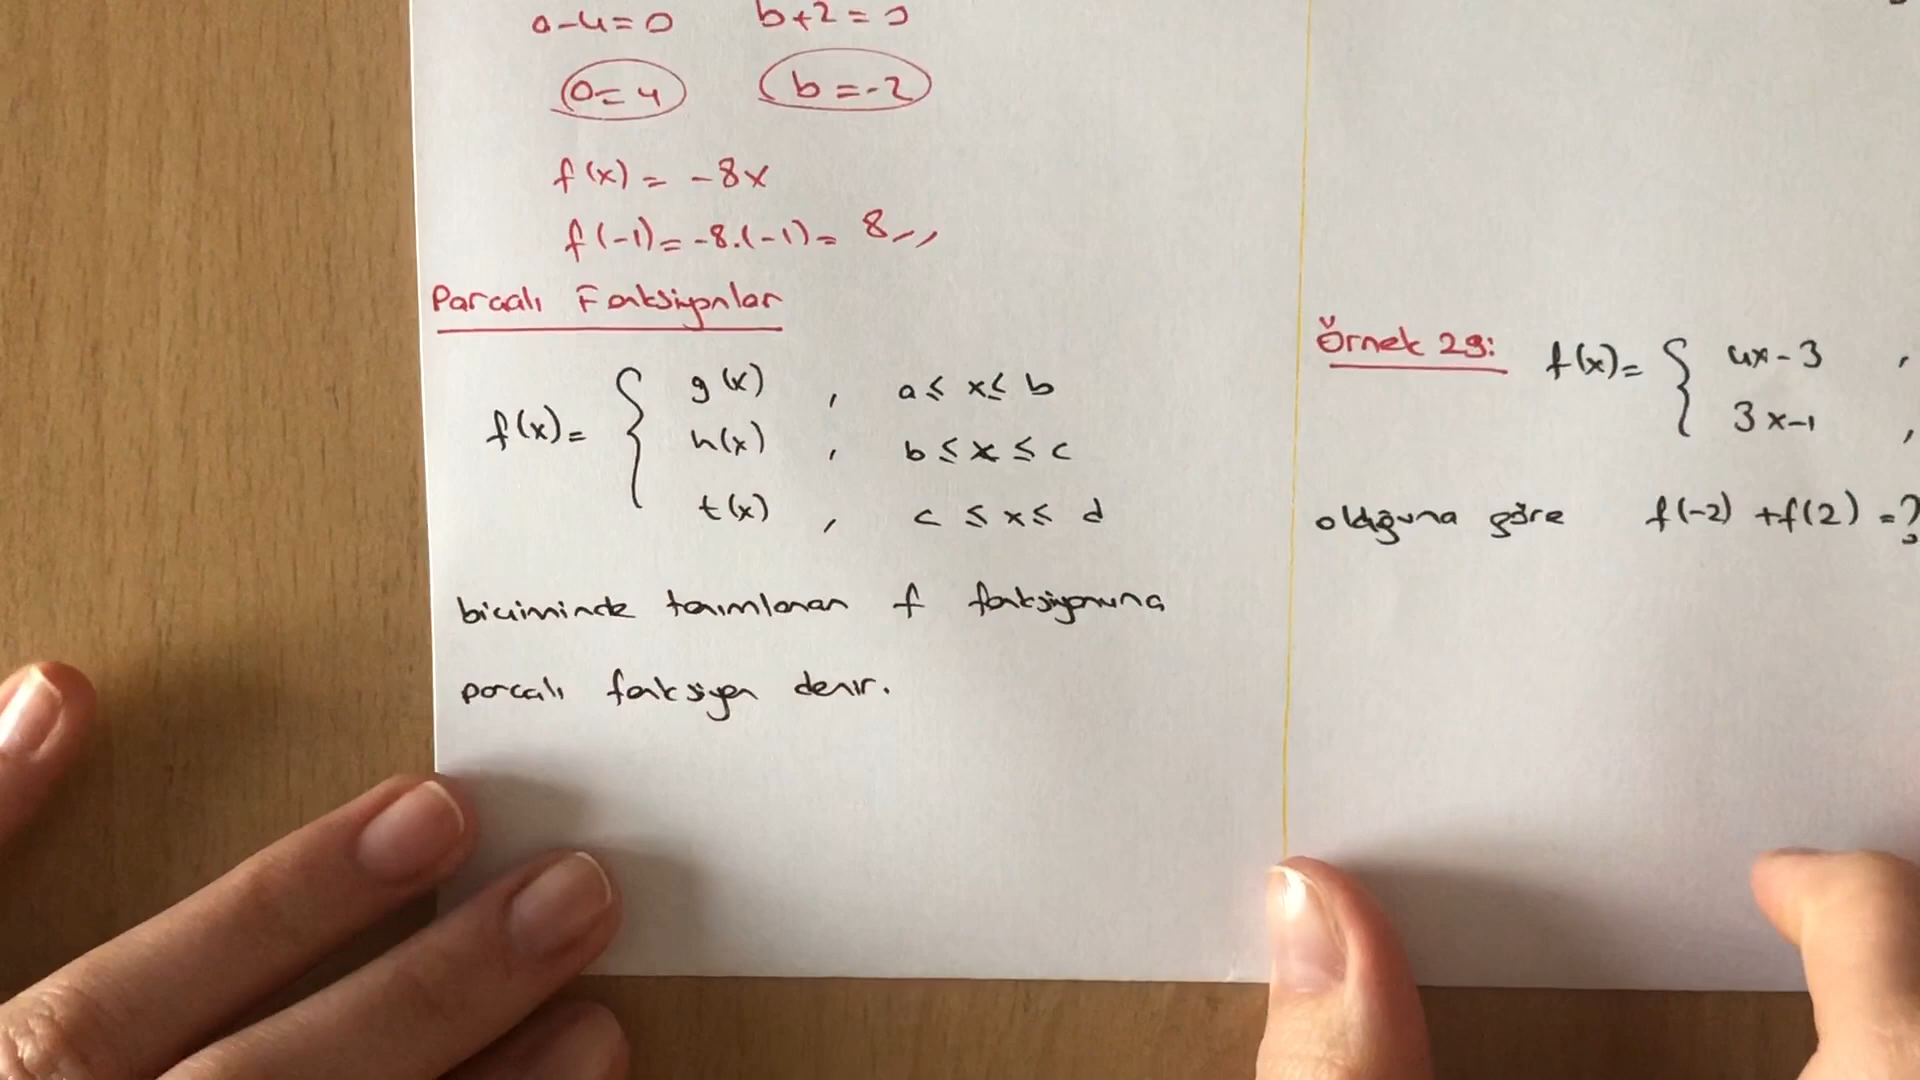 a-4=0 b+2=0
a=4 b=-2
f(x) = -8x
f(-1) = -8.(-1) = 8
Parçalı Fonksiyonlar
f(x)= { g(x) , a ≤ x ≤ b
h(x) , b ≤ x ≤ c
t(x) , c ≤ x ≤ d
biçiminde tanımlanan f fonksiyonuna
parçalı fonksiyon denir.
Örnek 29: f(x)= { 4x-3 ,
3x-1 ,
olduğuna göre f(-2) +f(2) =?